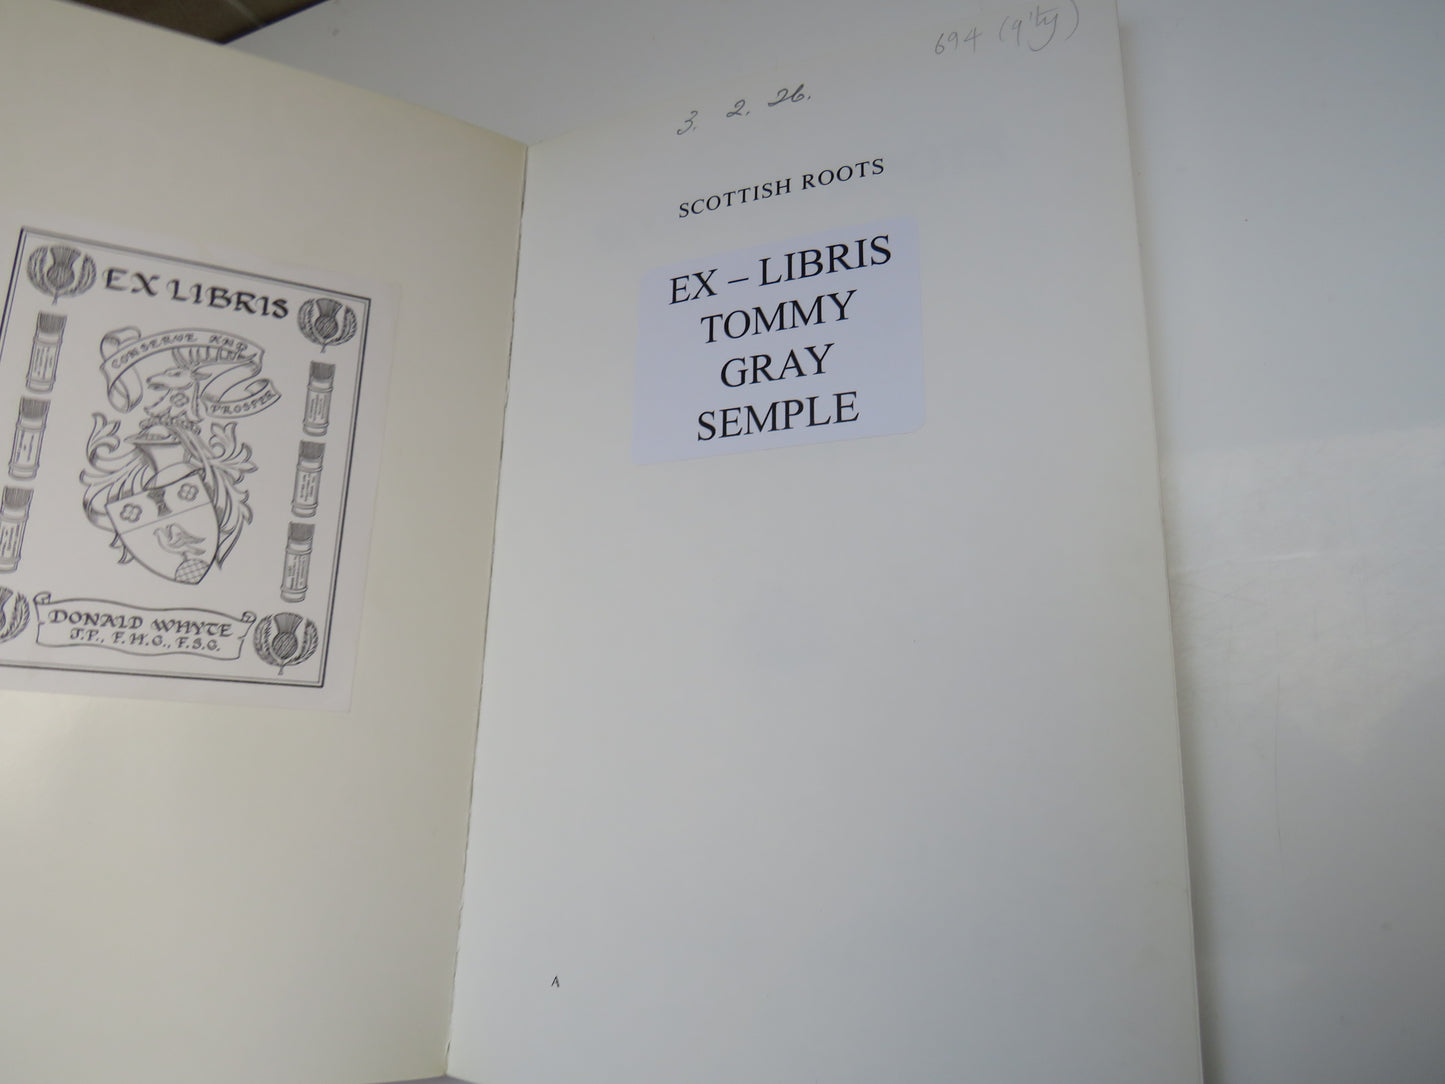 EX LIBRIS
CONSERVE AND
PROSPER
DONALD WHYTE
J.P., F.H.G., F.S.G.
694 (g'ty)
3. 2. 26.
SCOTTISH ROOTS
EX – LIBRIS
TOMMY
GRAY
SEMPLE
A